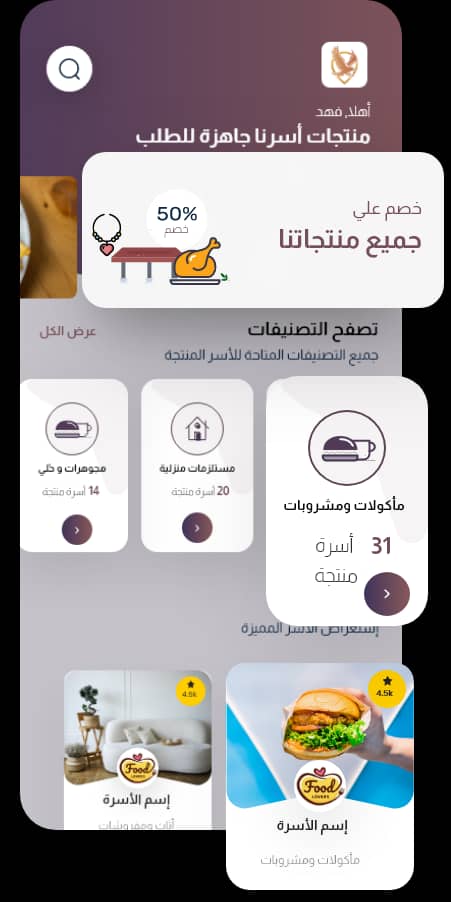 أهلا, فهد
منتجات أسرنا جاهزة للطلب
خصم علي
جميع منتجاتنا
50%
خصم
تصفح التصنيفات
عرض الكل
جميع التصنيفات المتاحة للأسر المنتجة
مأكولات ومشروبات
31 أسرة
منتجة
مستلزمات منزلية
20 أسرة منتجة
مجوهرات و حلي
14 أسرة منتجة
إستعراض الأسر المميزة
4.5k
Food
LOVERS
إسم الأسرة
مأكولات ومشروبات
4.5k
Food
LOVERS
إسم الأسرة
أثاث ومفروشات